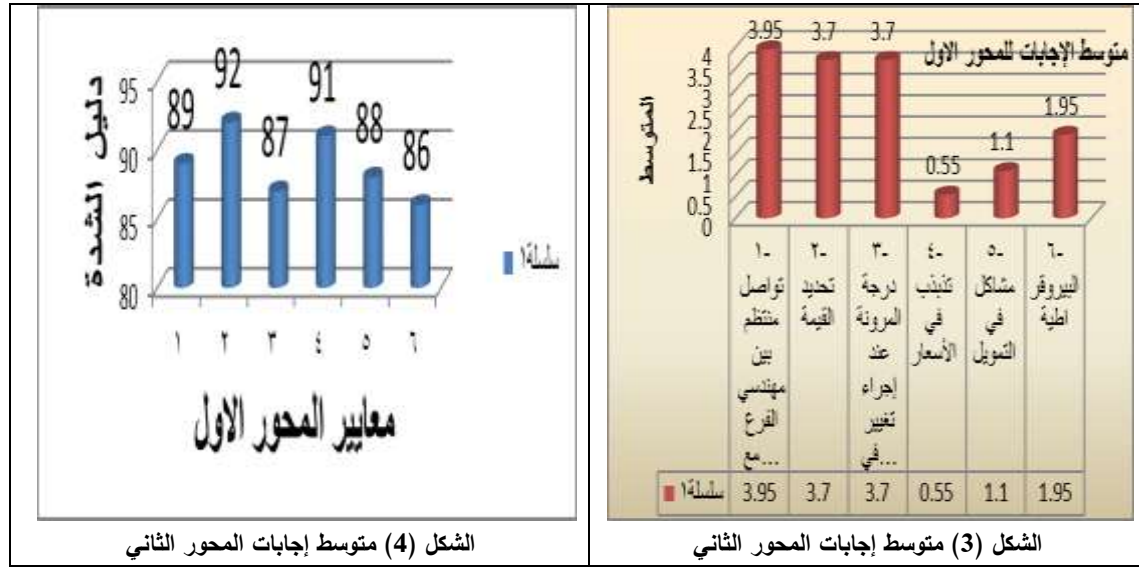 متوسط الإجابات للمحور الاول
المتوسط
4
3.5
3
2.5
2
1.5
1
0.5
0
3.95
3.7
3.7
0.55
1.1
1.95
١-
تواصل
منتظم
بين
مهندسي
الفرع
مع...
٢-
تحديد
القيمة
٣-
درجة
المرونة
عند
إجراء
تغيير
في...
٤-
تذبذب
في
الأسعار
٥-
مشاكل
في
التمويل
٦-
البيروقر
اطية
سلسلة١ 3.95 3.7 3.7 0.55 1.1 1.95
الشكل (3) متوسط إجابات المحور الثاني
دليل الشدة
95
90
85
80
89
92
87
91
88
86
١ ٢ ٣ ٤ ٥ ٦
سلسلة١
معايير المحور الاول
الشكل (4) متوسط إجابات المحور الثاني